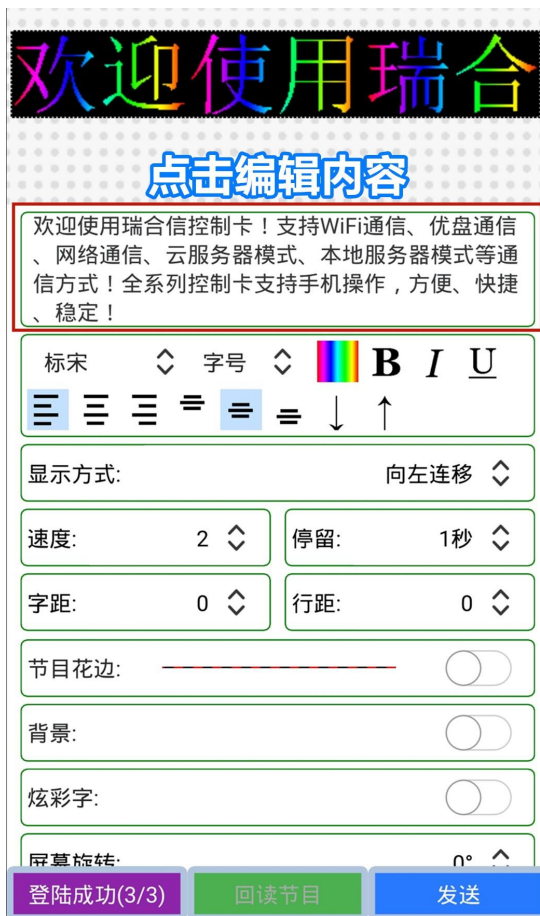 欢迎使用瑞合
点击编辑内容
欢迎使用瑞合信控制卡！支持WiFi通信、优盘通信
、网络通信、云服务器模式、本地服务器模式等通
信方式！全系列控制卡支持手机操作，方便、快捷
、稳定！
标宋 字号 B I U
显示方式: 向左连移
速度: 2 停留: 1秒
字距: 0 行距: 0
节目花边:
背景:
炫彩字:
屏幕旋转: 0°
登陆成功(3/3) 回读节目 发送